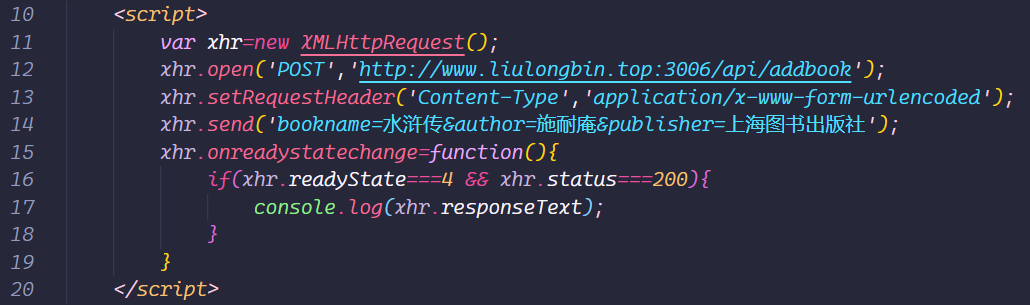 10 <script>
11 var xhr=new XMLHttpRequest();
12 xhr.open('POST','http://www.liulongbin.top:3006/api/addbook');
13 xhr.setRequestHeader('Content-Type','application/x-www-form-urlencoded');
14 xhr.send('bookname=水浒传&author=施耐庵&publisher=上海图书出版社');
15 xhr.onreadystatechange=function(){
16 if(xhr.readyState===4 && xhr.status===200){
17 console.log(xhr.responseText);
18 }
19 }
20 </script>